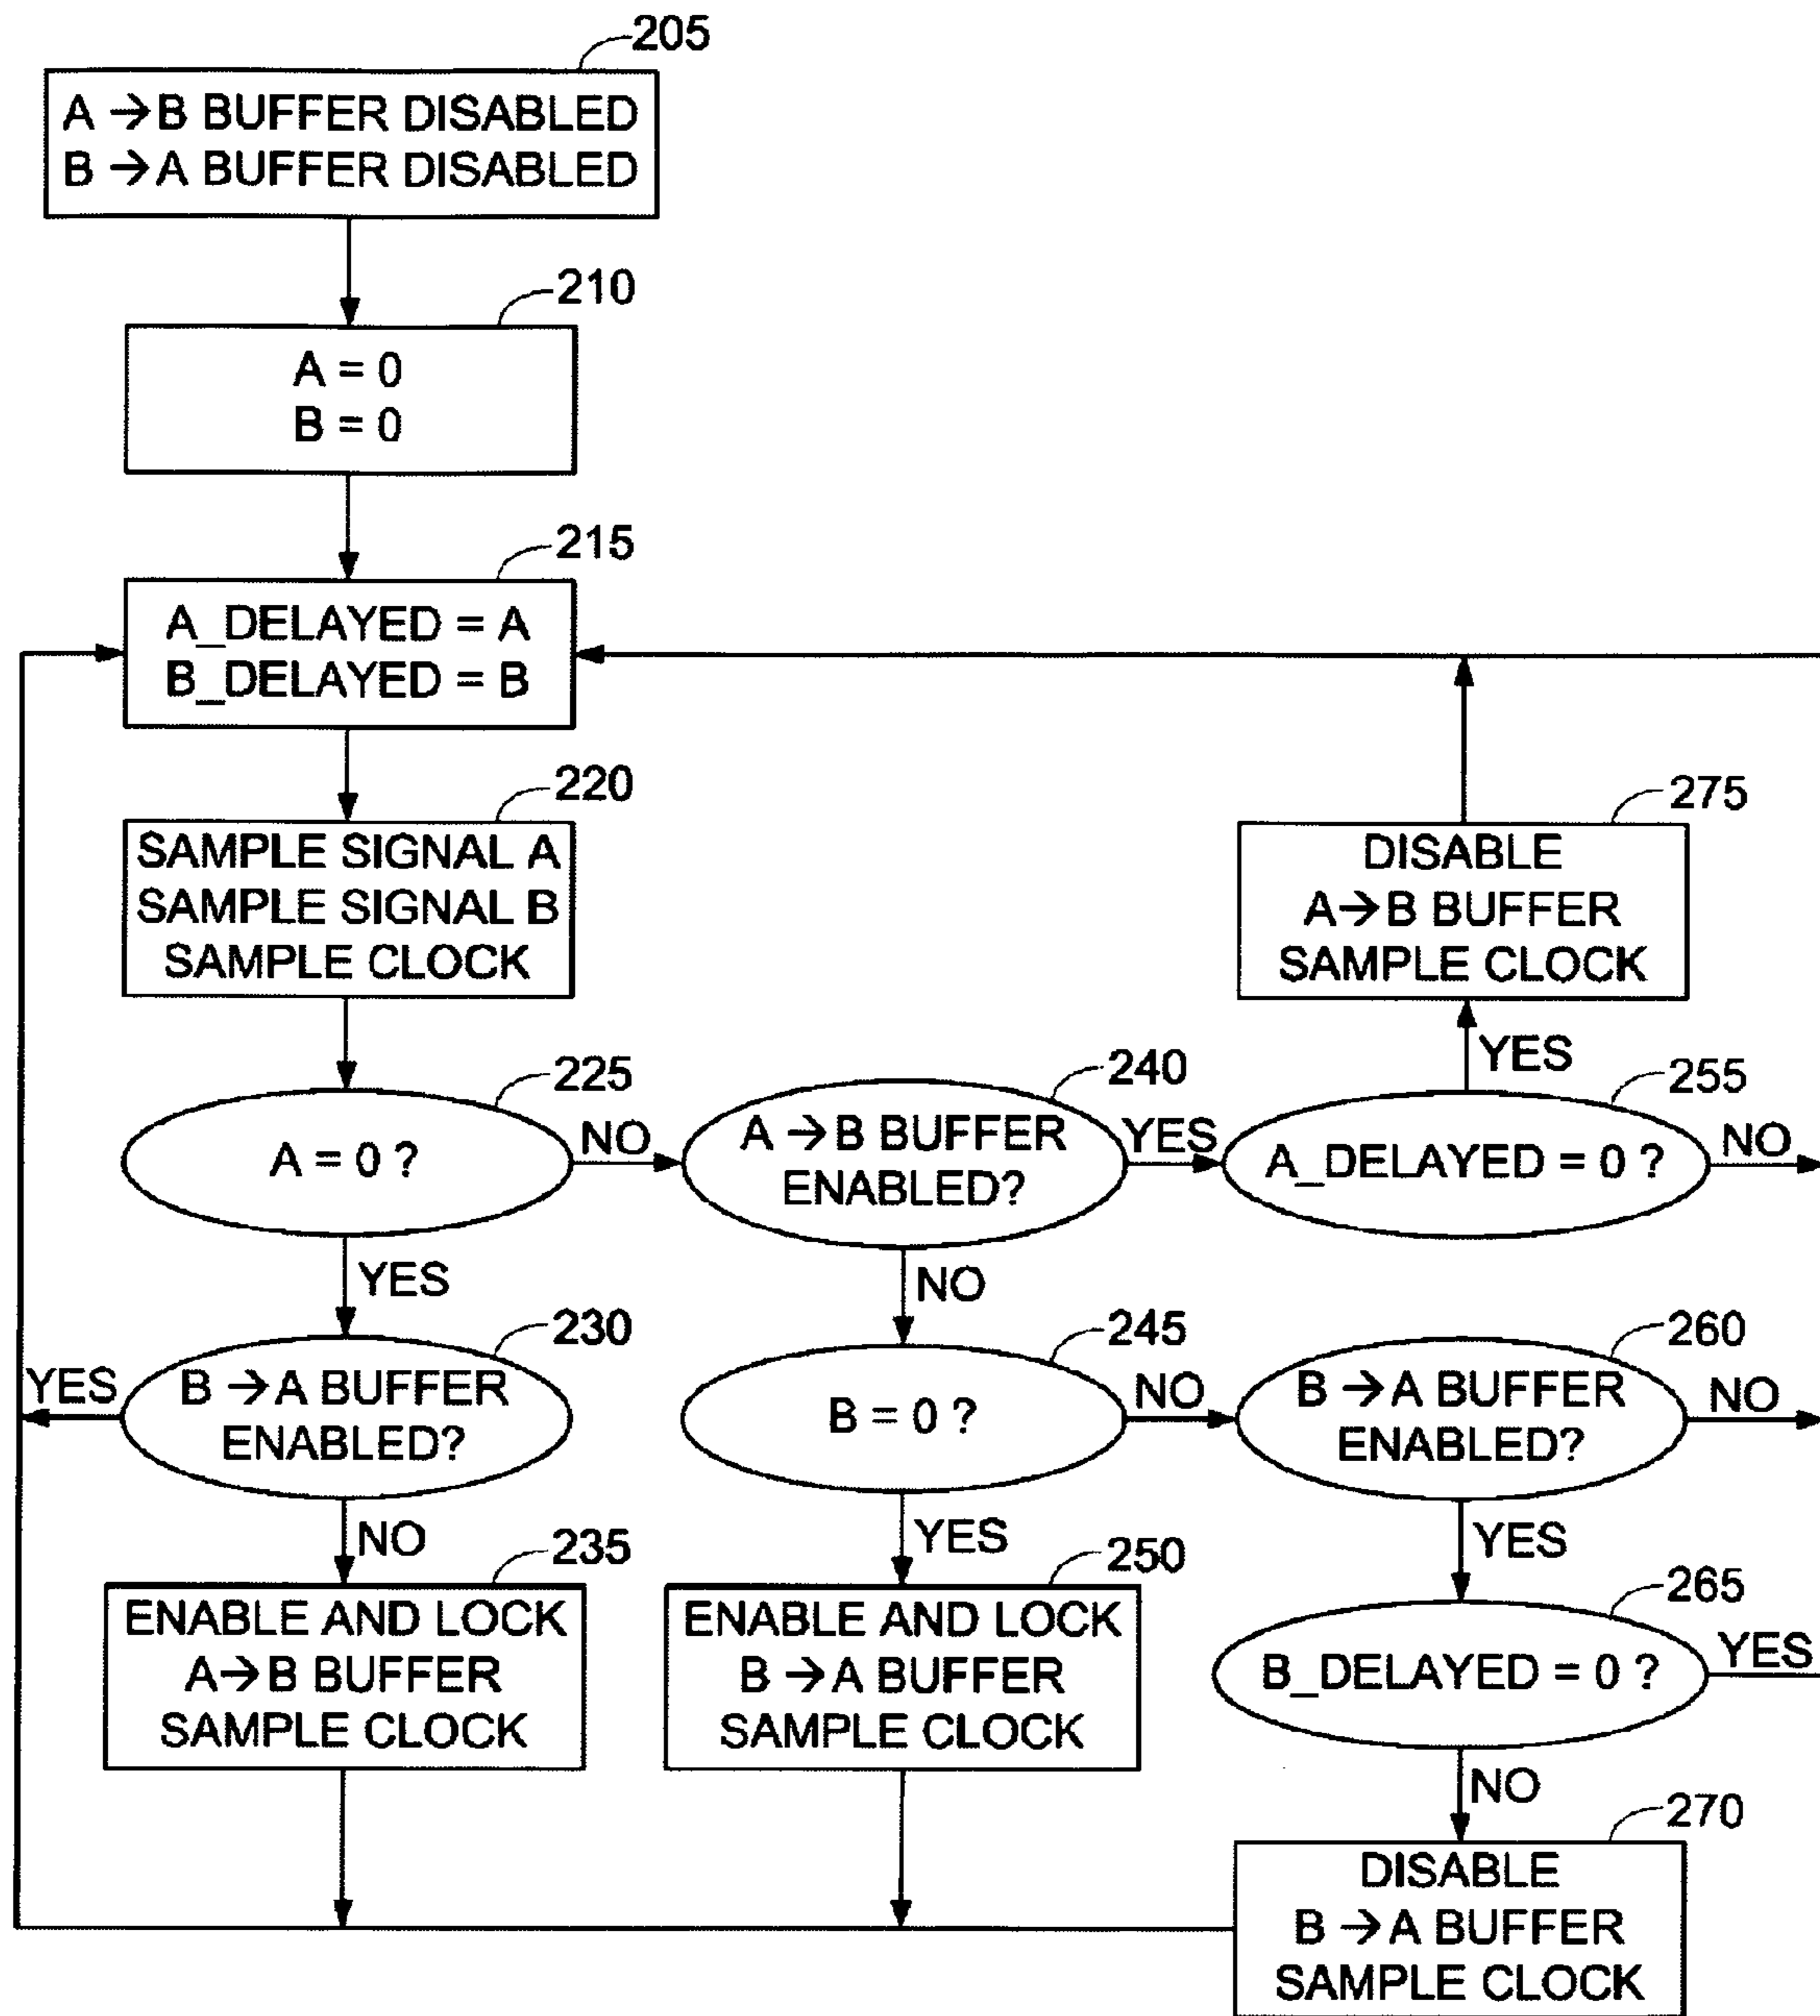 205
A → B BUFFER DISABLED
B → A BUFFER DISABLED
210
A = 0
B = 0
215
A_DELAYED = A
B_DELAYED = B
220
SAMPLE SIGNAL A
SAMPLE SIGNAL B
SAMPLE CLOCK
275
DISABLE
A→B BUFFER
SAMPLE CLOCK
YES
225
A = 0 ?
NO
240
A → B BUFFER
ENABLED?
YES
255
A_DELAYED = 0 ?
NO
YES
NO
230
YES
B → A BUFFER
ENABLED?
245
B = 0 ?
NO
260
B → A BUFFER
ENABLED?
NO
NO
YES
YES
235
ENABLE AND LOCK
A→B BUFFER
SAMPLE CLOCK
250
ENABLE AND LOCK
B → A BUFFER
SAMPLE CLOCK
265
B_DELAYED = 0 ?
YES
NO
270
DISABLE
B → A BUFFER
SAMPLE CLOCK